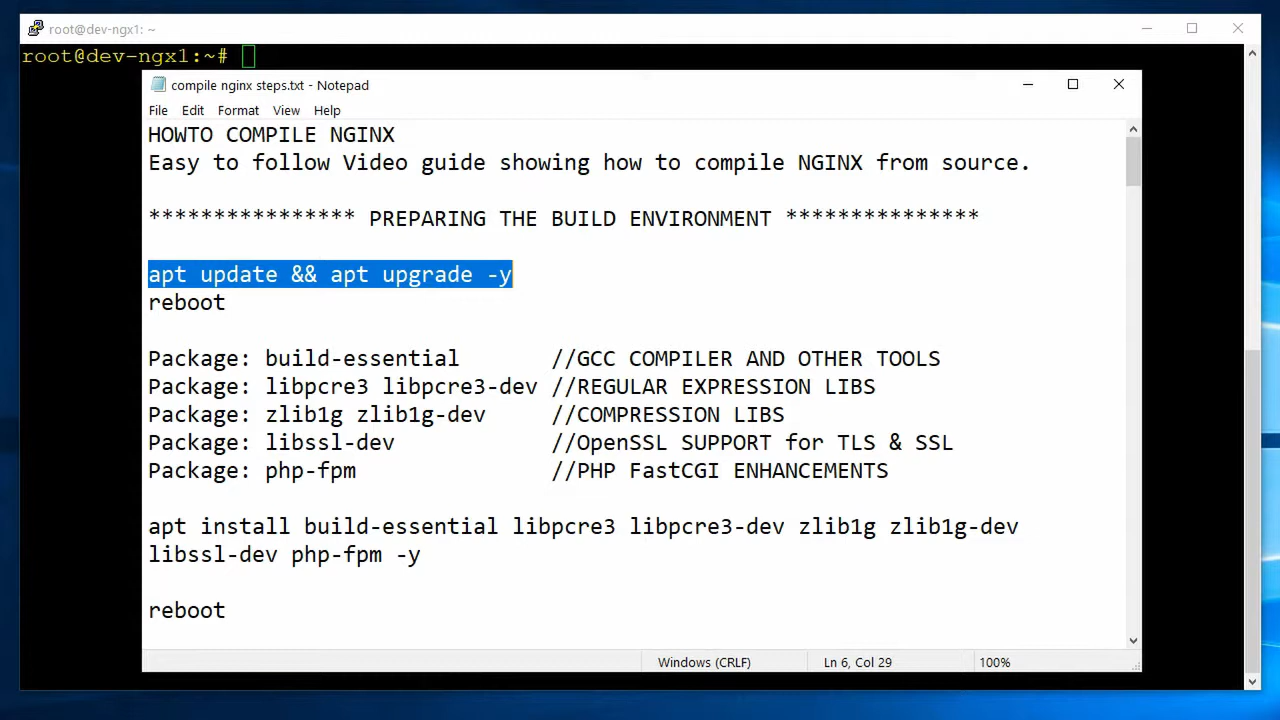 root@dev-ngx1: ~
root@dev-ngx1:~#
compile nginx steps.txt - Notepad
File Edit Format View Help
HOWTO COMPILE NGINX
Easy to follow Video guide showing how to compile NGINX from source.
**************** PREPARING THE BUILD ENVIRONMENT ***************
apt update && apt upgrade -y
reboot
Package: build-essential //GCC COMPILER AND OTHER TOOLS
Package: libpcre3 libpcre3-dev //REGULAR EXPRESSION LIBS
Package: zlib1g zlib1g-dev //COMPRESSION LIBS
Package: libssl-dev //OpenSSL SUPPORT for TLS & SSL
Package: php-fpm //PHP FastCGI ENHANCEMENTS
apt install build-essential libpcre3 libpcre3-dev zlib1g zlib1g-dev
libssl-dev php-fpm -y
reboot
Windows (CRLF) Ln 6, Col 29 100%